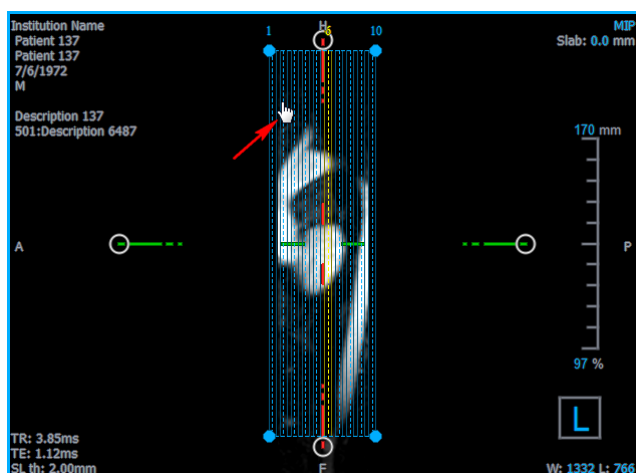 Institution Name
Patient 137
Patient 137
7/6/1972
M
Description 137
501:Description 6487
1
H
6
10
MIP
Slab: 0.0 mm
170 mm
A
P
97 %
L
TR: 3.85ms
TE: 1.12ms
SL th: 2.00mm
F
W: 1332 L: 766